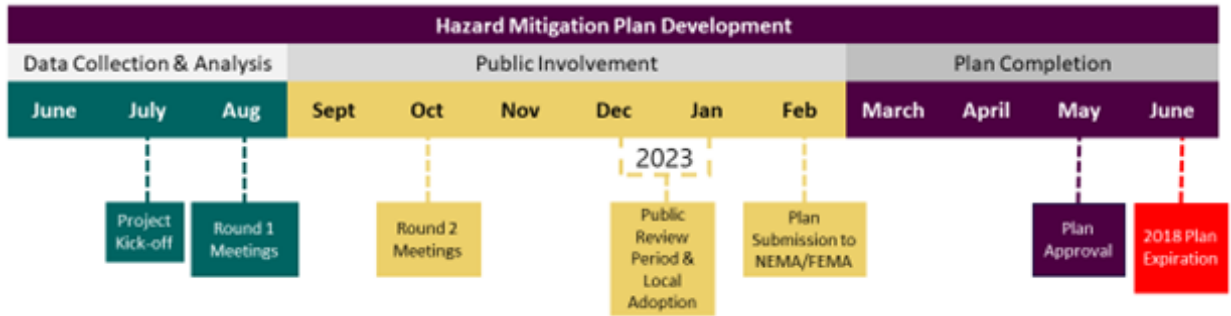 Hazard Mitigation Plan Development
Data Collection & Analysis Public Involvement Plan Completion
June July Aug Sept Oct Nov Dec Jan Feb March April May June
2023
Project
Kick-off
Round 1
Meetings
Round 2
Meetings
Public
Review
Period &
Local
Adoption
Plan
Submission to
NEMA/FEMA
Plan
Approval
2018 Plan
Expiration